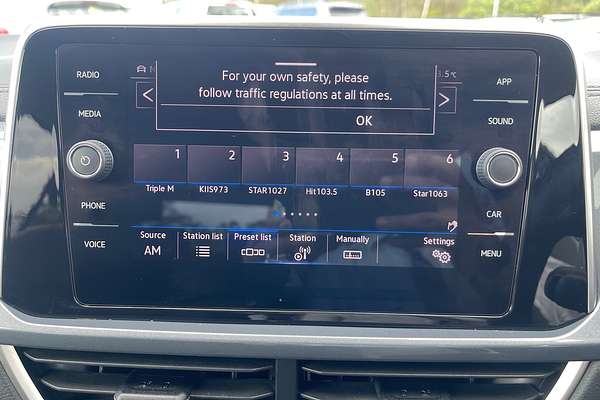 RADIO
MEDIA
PHONE
VOICE
For your own safety, please
follow traffic regulations at all times.
OK
.5 °C
1 2 3 4 5 6
Triple M KIIS973 STAR1027 Hit103.5 B105 Star1063
Source Station list Preset list Station Manually Settings
AM
APP
SOUND
CAR
MENU